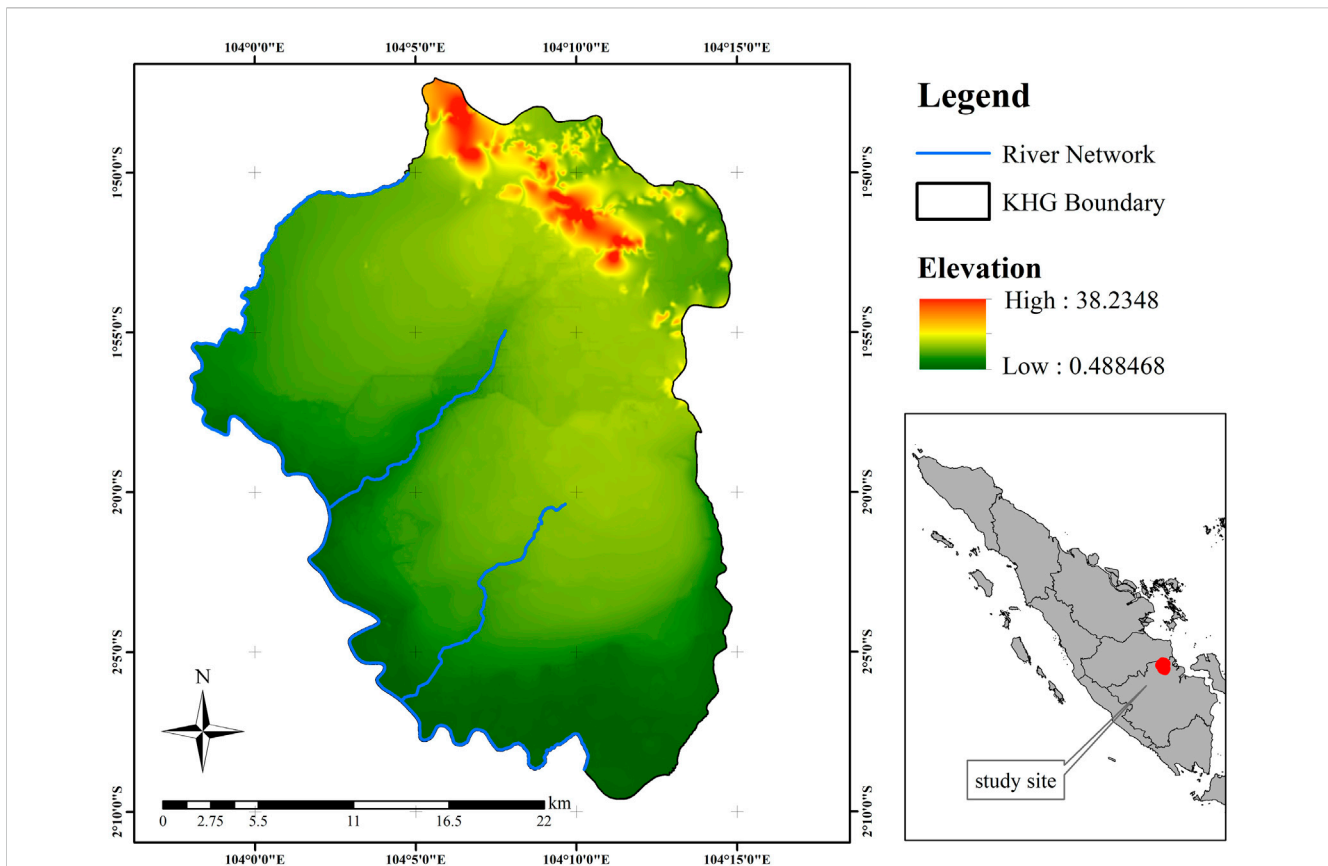 104°0'0"E 104°5'0"E 104°10'0"E 104°15'0"E
1°50'0"S
1°55'0"S
2°0'0"S
2°5'0"S
2°10'0"S
N
km
0 2.75 5.5 11 16.5 22
104°0'0"E 104°5'0"E 104°10'0"E 104°15'0"E
1°50'0"S
1°55'0"S
2°0'0"S
2°5'0"S
2°10'0"S
Legend
River Network
KHG Boundary
Elevation
High : 38.2348
Low : 0.488468
study site